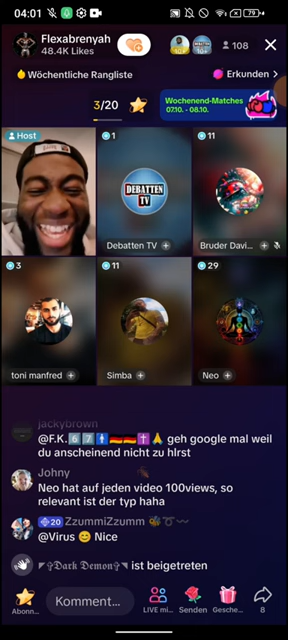 04:01
79
Flexabrenyah
48.4K Likes
108
Wöchentliche Rangliste
Erkunden >
3/20
Wochenend-Matches
07.10. - 08.10.
Host
1
11
DEBATTEN
TV
Debatten TV +
Bruder Davi... +
3
11
29
toni manfred +
Simba +
Neo +
jackybrown
@F.K.6️⃣7️⃣🚹🇩🇪🇩🇪✝️🙏 geh google mal weil
du anscheinend nicht zu hlrst
Johny
Neo hat auf jeden video 100views, so
relevant ist der typ haha
20 ZzummiZzumm 🐝➰〰️
@Virus 😊 Nice
◤✞𝕯𝖆𝖗𝖐 𝕯𝖊𝖒𝖔𝖓✞◥ ist beigetreten
Abonn...
Komment...
LIVE mi...
Senden
Gesche...
8